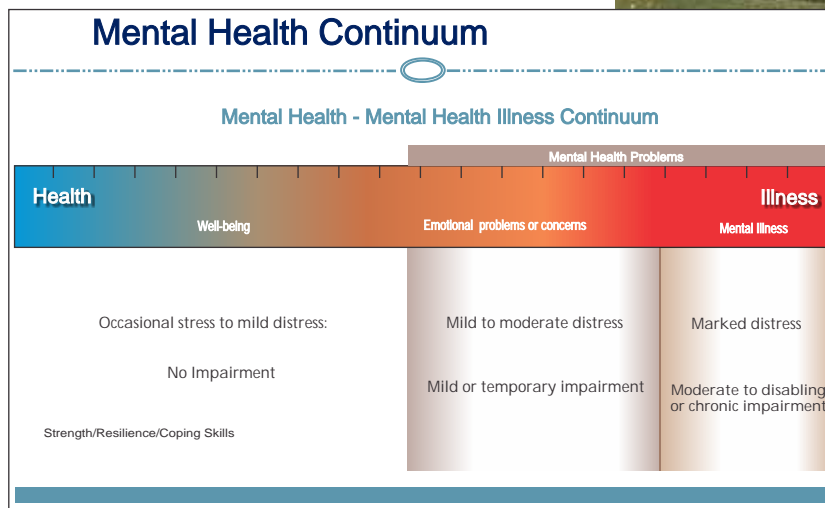 Mental Health Continuum
Mental Health - Mental Health Illness Continuum
Mental Health Problems
Health
Illness
Well-being
Emotional problems or concerns
Mental Illness
Occasional stress to mild distress:
Mild to moderate distress
Marked distress
No Impairment
Mild or temporary impairment
Moderate to disabling
or chronic impairment
Strength/Resilience/Coping Skills